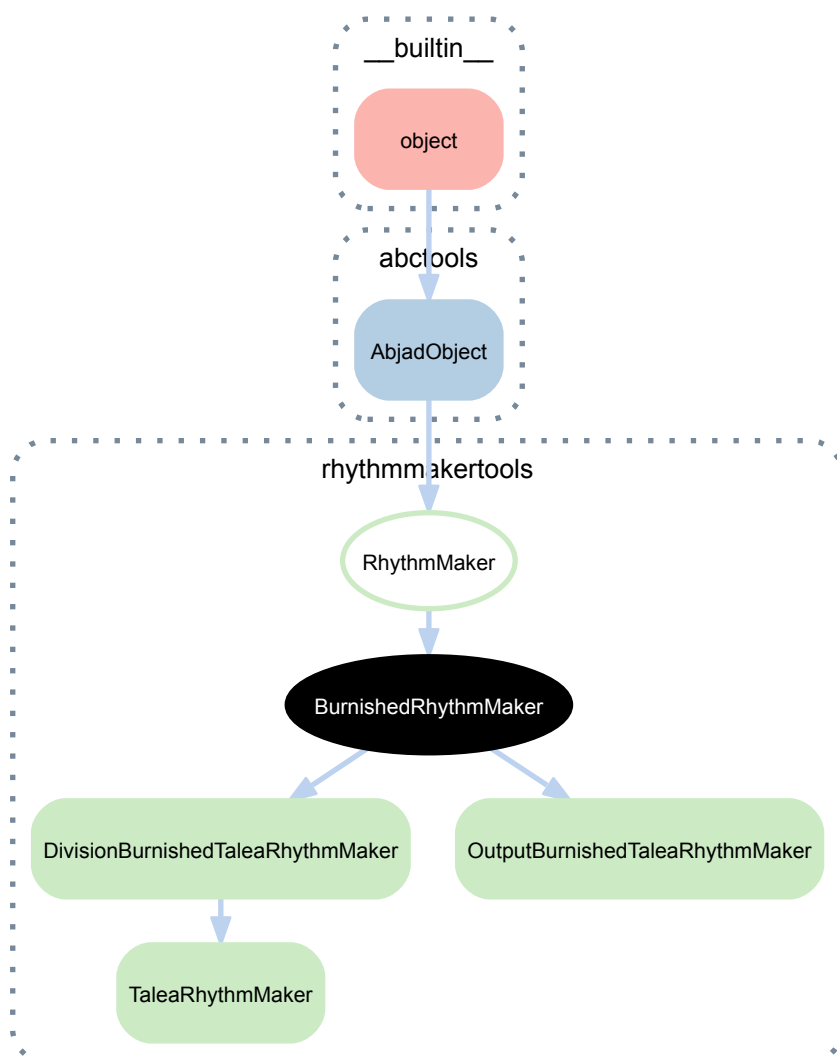 __builtin__
object
abctools
AbjadObject
rhythmmakertools
RhythmMaker
BurnishedRhythmMaker
DivisionBurnishedTaleaRhythmMaker
OutputBurnishedTaleaRhythmMaker
TaleaRhythmMaker